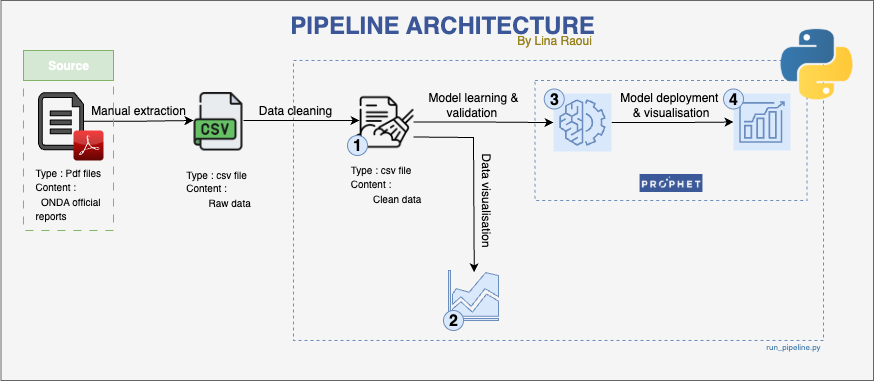 PIPELINE ARCHITECTURE
By Lina Raoui
Source
Manual extraction
CSV
Type : Pdf files
Content :
ONDA official
reports
Data cleaning
Type : csv file
Content :
Raw data
1
Type : csv file
Content :
Clean data
Model learning &
validation
Data visualisation
2
3
Model deployment
& visualisation
4
PROPHET
run_pipeline.py